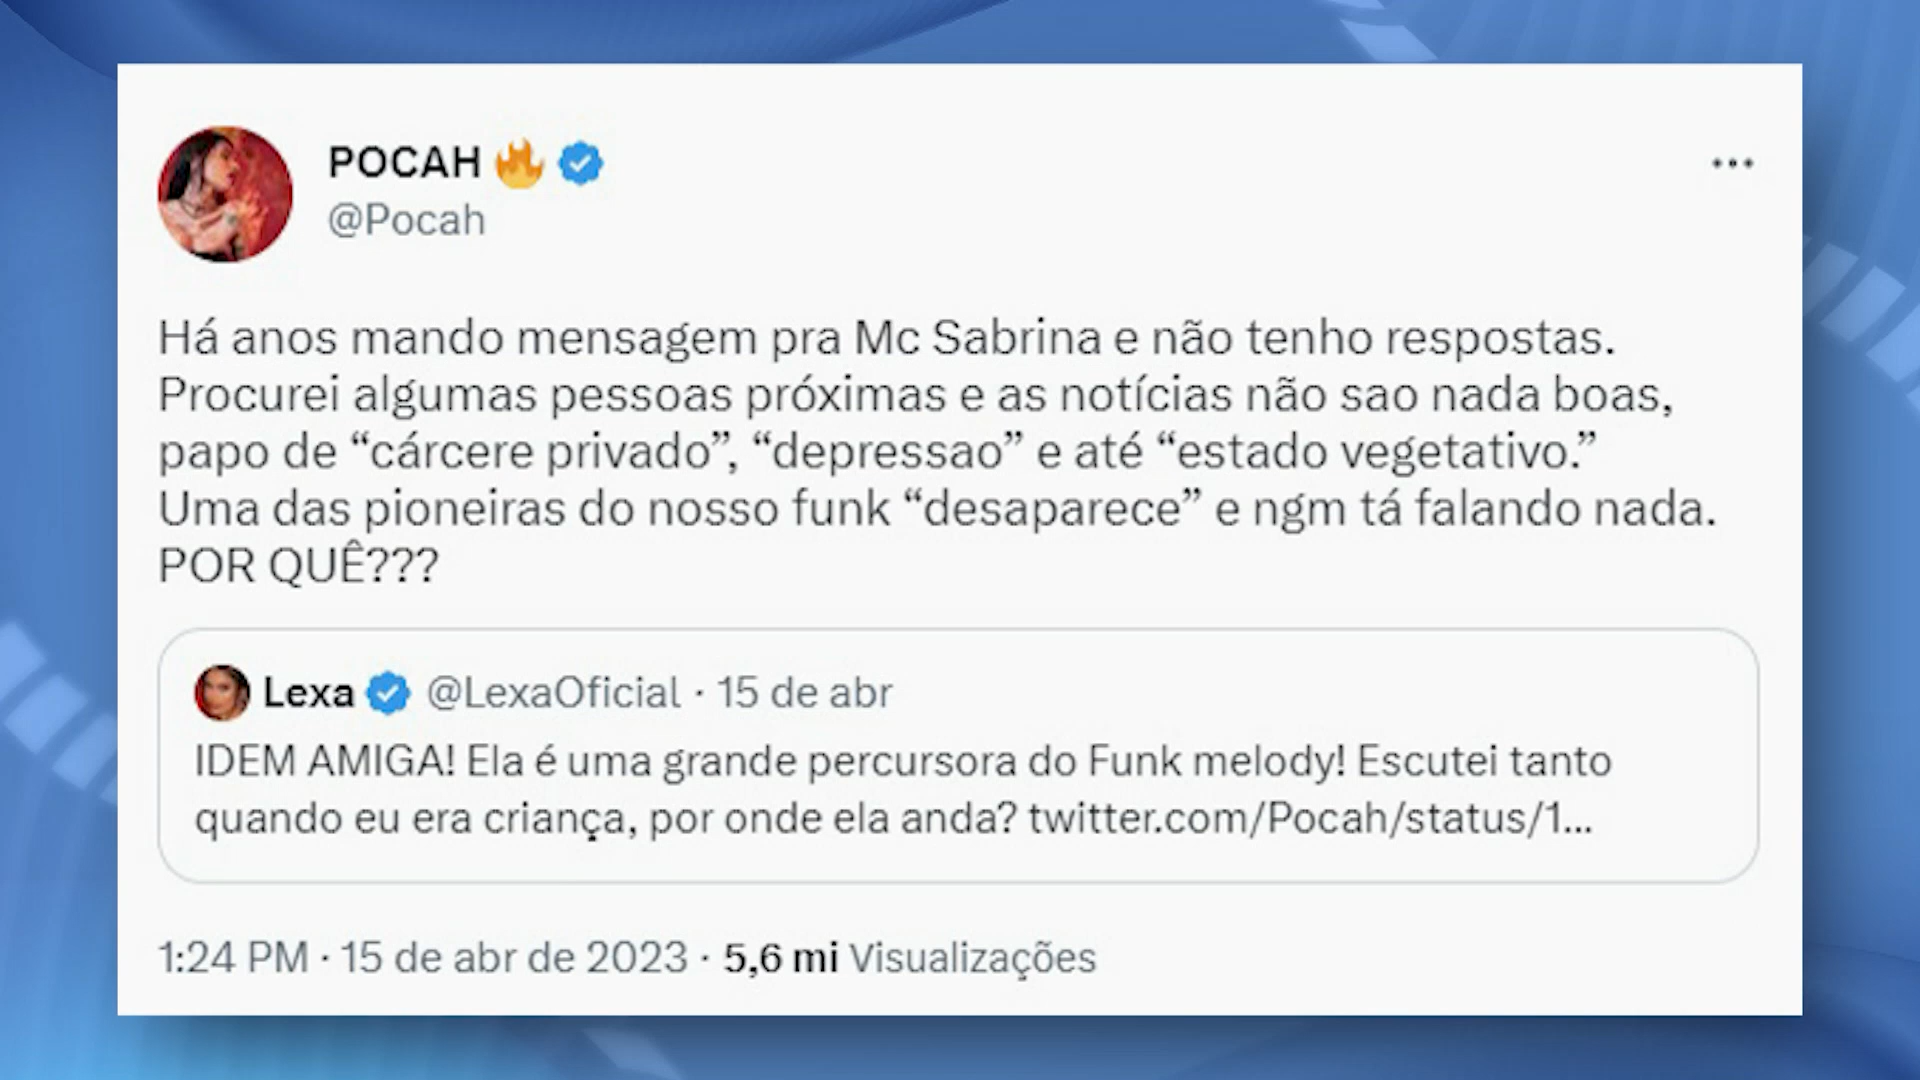 POCAH 🔥
@Pocah
Há anos mando mensagem pra Mc Sabrina e não tenho respostas.
Procurei algumas pessoas próximas e as notícias não sao nada boas,
papo de “cárcere privado”, “depressao” e até “estado vegetativo.”
Uma das pioneiras do nosso funk “desaparece” e ngm tá falando nada.
POR QUÊ???
Lexa @LexaOficial · 15 de abr
IDEM AMIGA! Ela é uma grande percursora do Funk melody! Escutei tanto
quando eu era criança, por onde ela anda? twitter.com/Pocah/status/1...
1:24 PM · 15 de abr de 2023 · 5,6 mi Visualizações